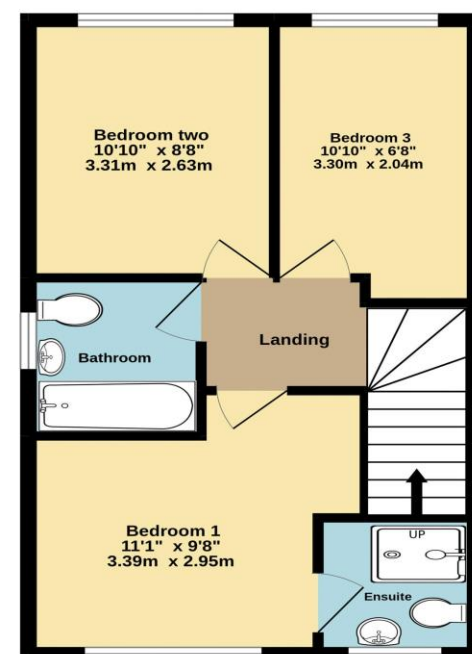 Bedroom two
10'10" x 8'8"
3.31m x 2.63m
Bedroom 3
10'10" x 6'8"
3.30m x 2.04m
Landing
Bathroom
Bedroom 1
11'1" x 9'8"
3.39m x 2.95m
UP
Ensuite